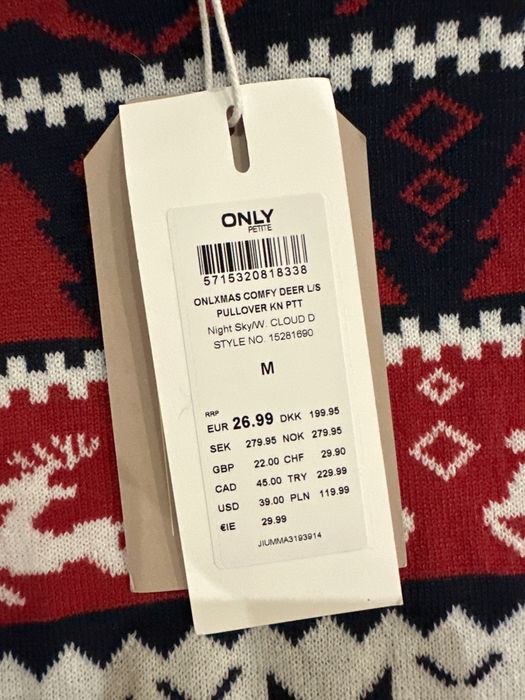 ONLY
PETITE
5715320818338
ONLXMAS COMFY DEER L/S
PULLOVER KN PTT
Night Sky/W. CLOUD D
STYLE NO. 15281690
M
RRP
EUR 26.99 DKK 199.95
SEK 279.95 NOK 279.95
GBP 22.00 CHF 29.90
CAD 45.00 TRY 229.99
USD 39.00 PLN 119.99
€IE 29.99
JIUMMA3193914